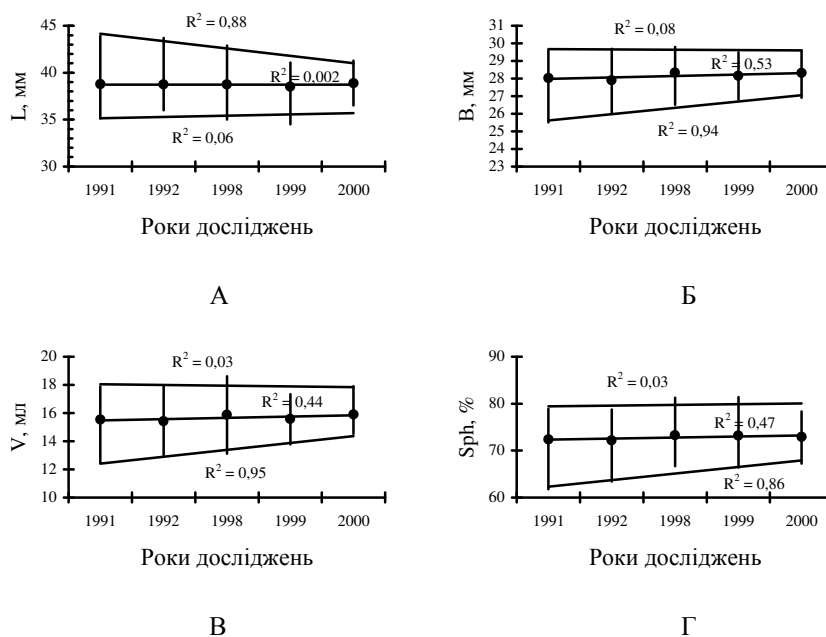 L, мм
45
40
35
30
R² = 0,88
R² = 0,002
R² = 0,06
1991 1992 1998 1999 2000
Роки досліджень
А
В, мм
31
30
29
28
27
26
25
24
23
R² = 0,08
R² = 0,53
R² = 0,94
1991 1992 1998 1999 2000
Роки досліджень
Б
V, мл
20
18
16
14
12
10
R² = 0,03
R² = 0,44
R² = 0,95
1991 1992 1998 1999 2000
Роки досліджень
В
Sph, %
90
80
70
60
R² = 0,03
R² = 0,47
R² = 0,86
1991 1992 1998 1999 2000
Роки досліджень
Г